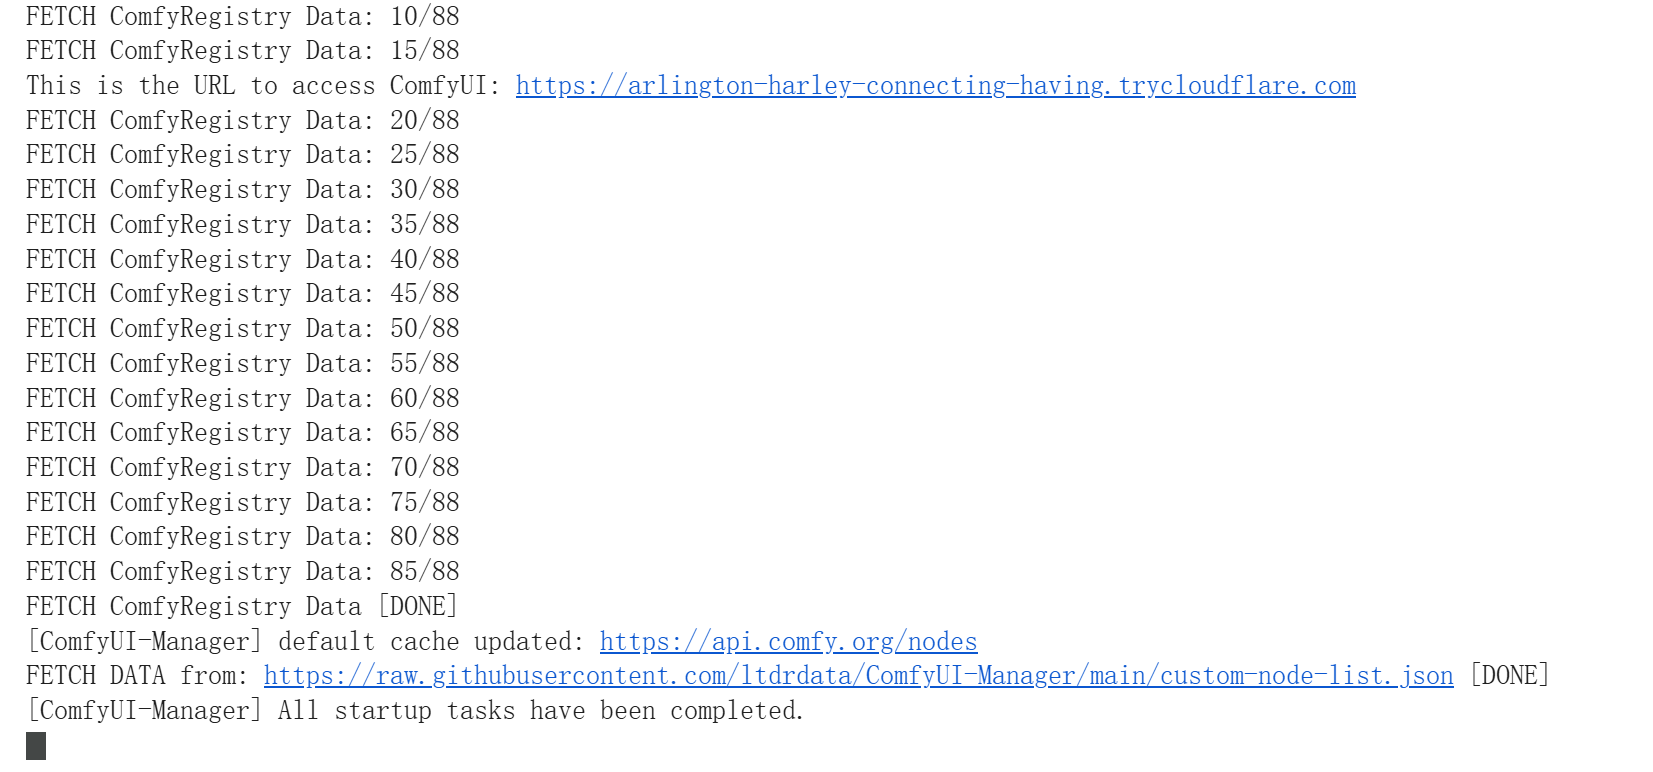 FETCH ComfyRegistry Data: 10/88
FETCH ComfyRegistry Data: 15/88
This is the URL to access ComfyUI: https://arlington-harley-connecting-having.trycloudflare.com
FETCH ComfyRegistry Data: 20/88
FETCH ComfyRegistry Data: 25/88
FETCH ComfyRegistry Data: 30/88
FETCH ComfyRegistry Data: 35/88
FETCH ComfyRegistry Data: 40/88
FETCH ComfyRegistry Data: 45/88
FETCH ComfyRegistry Data: 50/88
FETCH ComfyRegistry Data: 55/88
FETCH ComfyRegistry Data: 60/88
FETCH ComfyRegistry Data: 65/88
FETCH ComfyRegistry Data: 70/88
FETCH ComfyRegistry Data: 75/88
FETCH ComfyRegistry Data: 80/88
FETCH ComfyRegistry Data: 85/88
FETCH ComfyRegistry Data [DONE]
[ComfyUI-Manager] default cache updated: https://api.comfy.org/nodes
FETCH DATA from: https://raw.githubusercontent.com/ltdrdata/ComfyUI-Manager/main/custom-node-list.json [DONE]
[ComfyUI-Manager] All startup tasks have been completed.